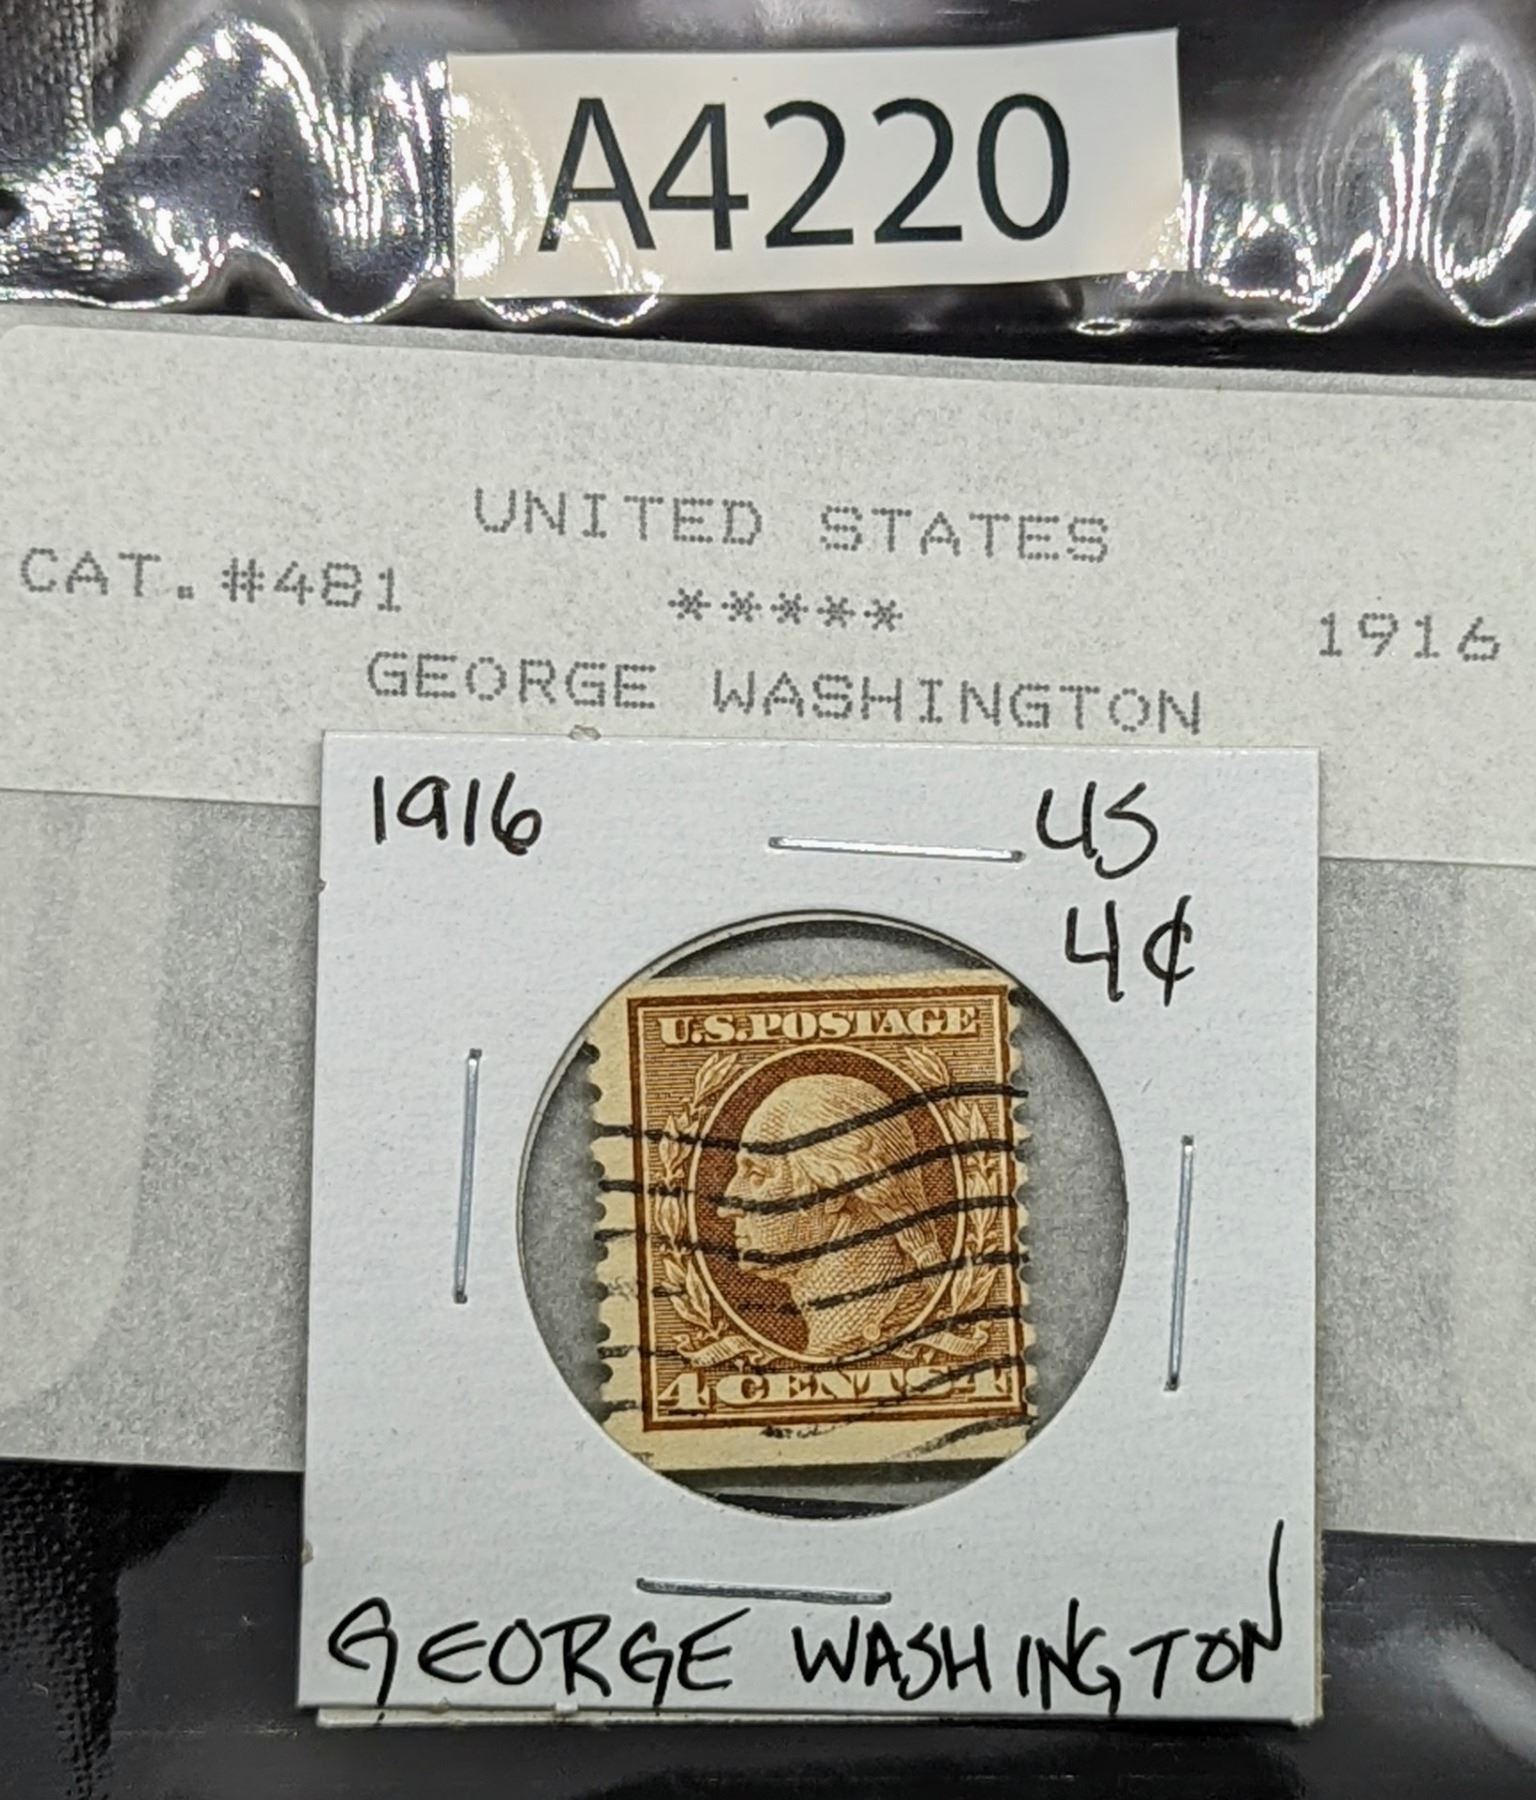 A4220
UNITED STATES
CAT.#481 ***** 1916
GEORGE WASHINGTON
1916 US
4¢
U.S.POSTAGE
4 CENTS 4
GEORGE WASHINGTON